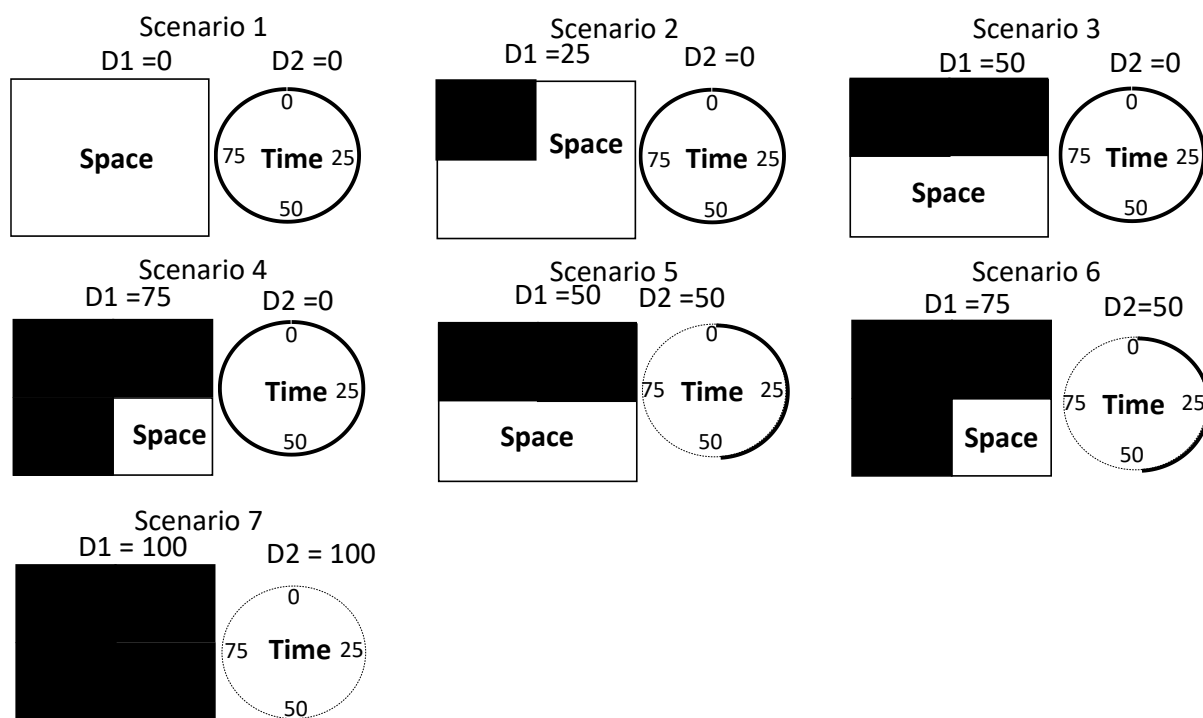 Scenario 1
D1 =0 D2 =0
0
Space 75 Time 25
50
Scenario 2
D1 =25 D2 =0
0
Space 75 Time 25
50
Scenario 3
D1 =50 D2 =0
0
75 Time 25
Space
50
Scenario 4
D1 =75 D2 =0
0
Time 25
Space
50
Scenario 5
D1 =50 D2 =50
0
75 Time 25
Space
50
Scenario 6
D1 =75 D2=50
0
75 Time 25
Space
50
Scenario 7
D1 = 100 D2 = 100
0
75 Time 25
50